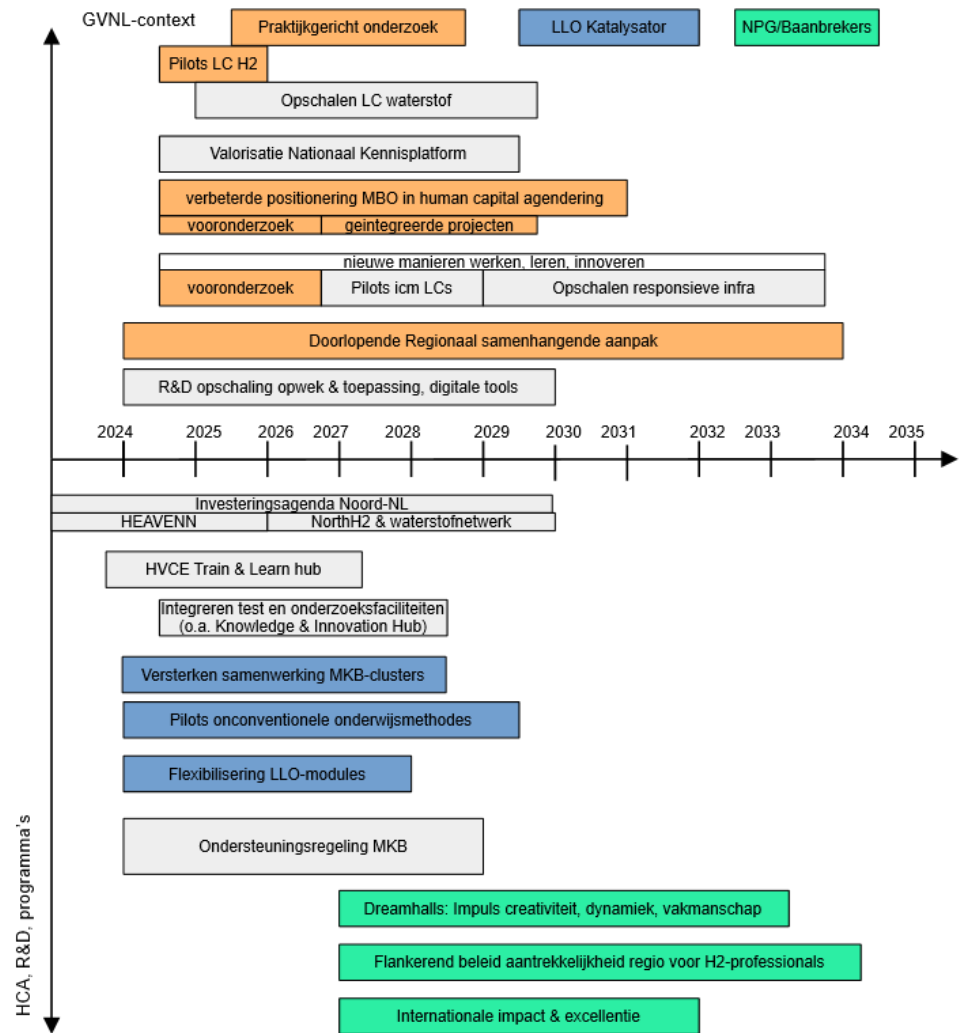 GVNL-context
Praktijkgericht onderzoek
LLO Katalysator
NPG/Baanbrekers
Pilots LC H2
Opschalen LC waterstof
Valorisatie Nationaal Kennisplatform
verbeterde positionering MBO in human capital agendering
vooronderzoek
geintegreerde projecten
nieuwe manieren werken, leren, innoveren
vooronderzoek
Pilots icm LCs
Opschalen responsieve infra
Doorlopende Regionaal samenhangende aanpak
R&D opschaling opwek & toepassing, digitale tools
2024 2025 2026 2027 2028 2029 2030 2031 2032 2033 2034 2035
Investeringsagenda Noord-NL
HEAVENN
NorthH2 & waterstofnetwerk
HVCE Train & Learn hub
Integreren test en onderzoeksfaciliteiten
(o.a. Knowledge & Innovation Hub)
Versterken samenwerking MKB-clusters
Pilots onconventionele onderwijsmethodes
Flexibilisering LLO-modules
Ondersteuningsregeling MKB
Dreamhalls: Impuls creativiteit, dynamiek, vakmanschap
Flankerend beleid aantrekkelijkheid regio voor H2-professionals
Internationale impact & excellentie
HCA, R&D, programma's